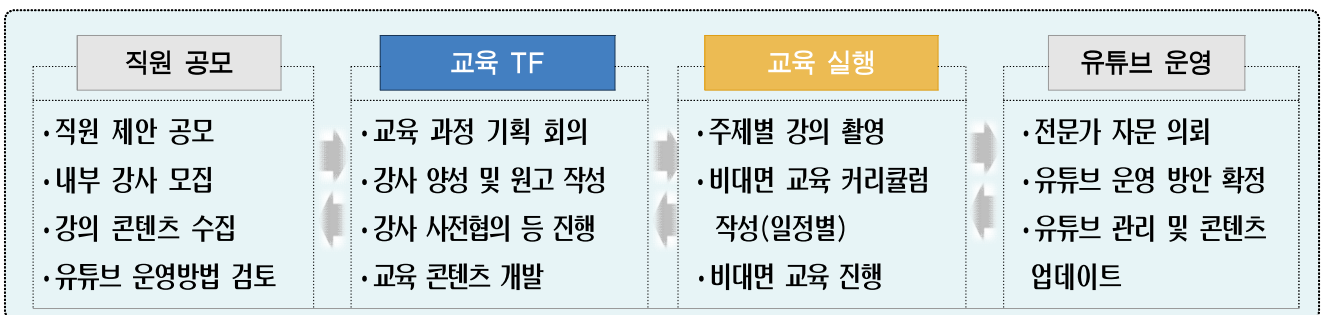 직원 공모
・직원 제안 공모
・내부 강사 모집
・강의 콘텐츠 수집
・유튜브 운영방법 검토
교육 TF
・교육 과정 기획 회의
・강사 양성 및 원고 작성
・강사 사전협의 등 진행
・교육 콘텐츠 개발
교육 실행
・주제별 강의 촬영
・비대면 교육 커리큘럼
작성(일정별)
・비대면 교육 진행
유튜브 운영
・전문가 자문 의뢰
・유튜브 운영 방안 확정
・유튜브 관리 및 콘텐츠
업데이트